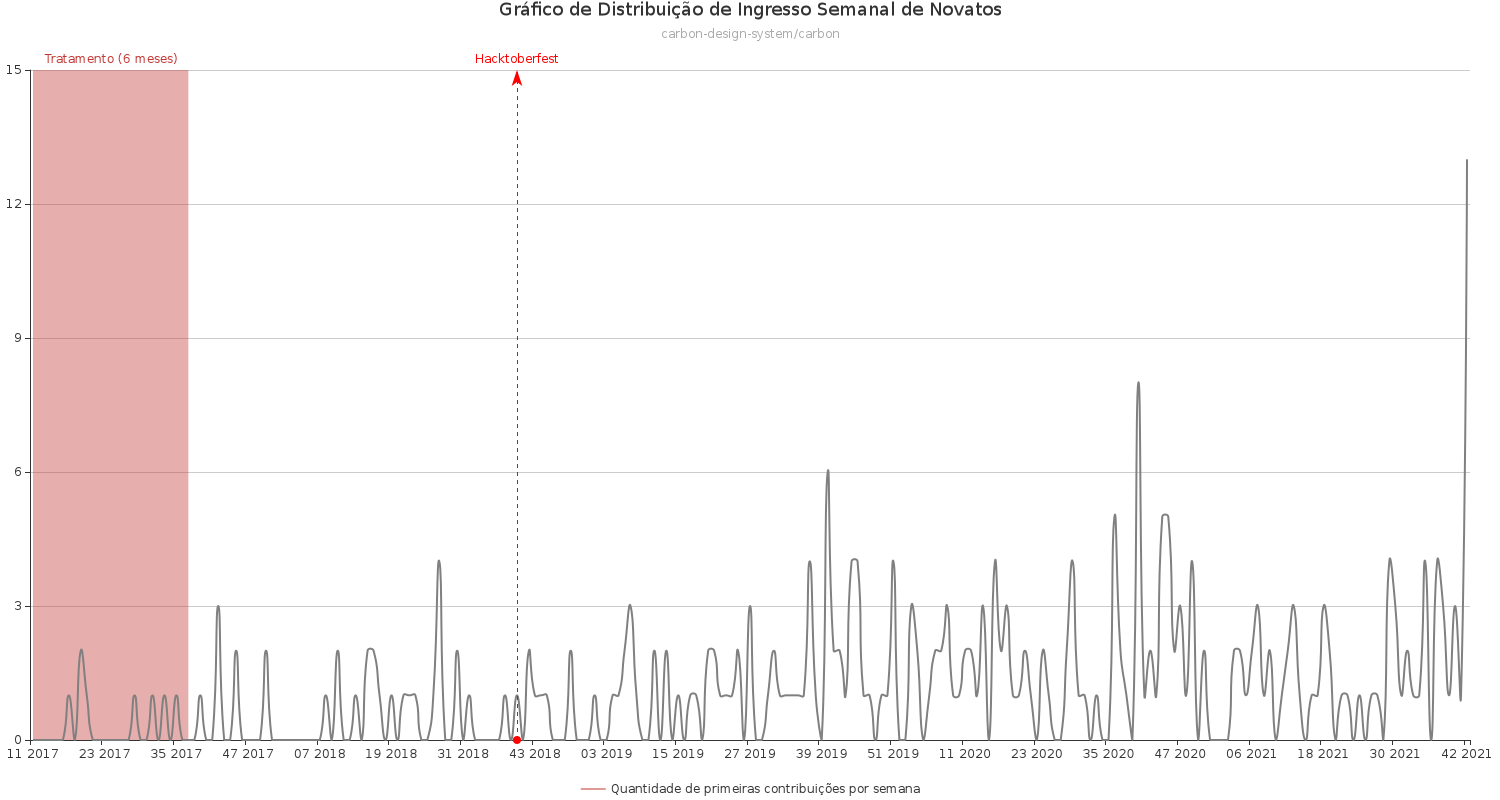 Gráfico de Distribuição de Ingresso Semanal de Novatos
carbon-design-system/carbon
Tratamento (6 meses)
Hacktoberfest
15
12
9
6
3
0
11 2017 23 2017 35 2017 47 2017 07 2018 19 2018 31 2018 43 2018 03 2019 15 2019 27 2019 39 2019 51 2019 11 2020 23 2020 35 2020 47 2020 06 2021 18 2021 30 2021 42 2021
Quantidade de primeiras contribuições por semana